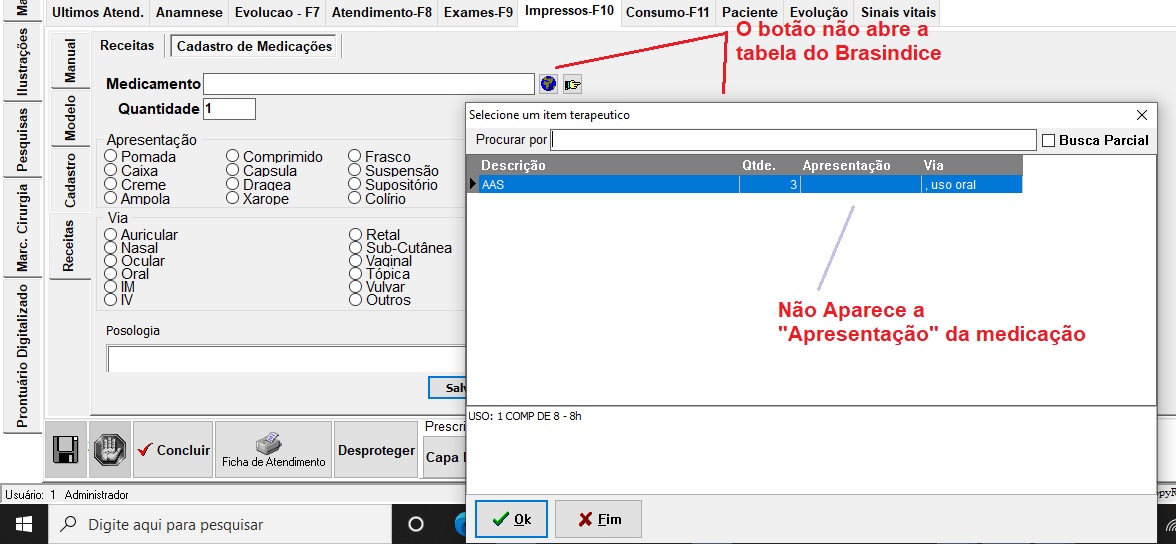 Ultimos Atend.
Anamnese
Evolucao - F7
Atendimento-F8
Exames-F9
Impressos-F10
Consumo-F11
Paciente
Evolução
Sinais vitais
Ilustrações
Pesquisas
Marc. Cirurgia
Prontuário Digitalizado
Manual
Modelo
Cadastro
Receitas
Receitas
Cadastro de Medicações
O botão não abre a
tabela do Brasindice
Medicamento
Quantidade 1
Apresentação
Pomada
Comprimido
Frasco
Caixa
Capsula
Suspensão
Creme
Dragea
Supositório
Ampola
Xarope
Colírio
Via
Auricular
Retal
Nasal
Sub-Cutânea
Ocular
Vaginal
Oral
Tópica
IM
Vulvar
IV
Outros
Posologia
Selecione um item terapeutico
Procurar por
Busca Parcial
Descrição Qtde. Apresentação Via
AAS 3 , uso oral
Não Aparece a
"Apresentação" da medicação
USO: 1 COMP DE 8 - 8h
Ok
Fim
Concluir
Ficha de Atendimento
Desproteger
Capa
Usuário: 1 Administrador
Digite aqui para pesquisar